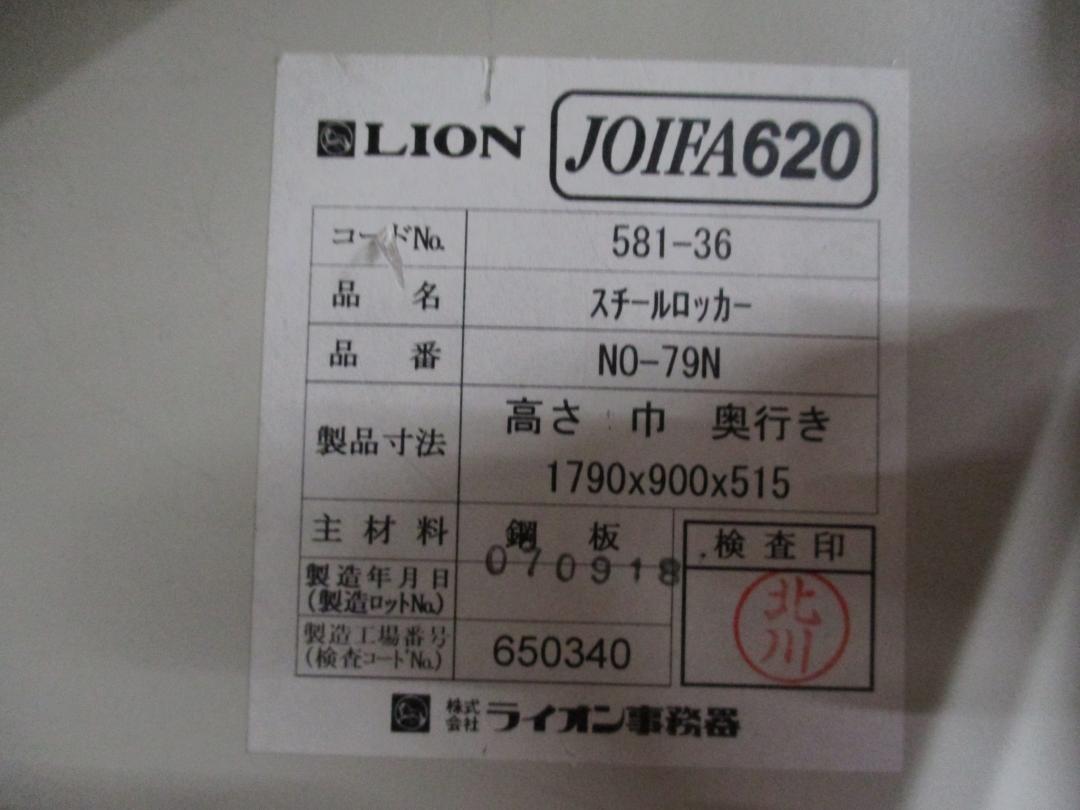 LION JOIFA620
コードNo. 581-36
品名 スチールロッカー
品番 NO-79N
製品寸法 高さ 巾 奥行き
1790x900x515
主材料 鋼板
製造年月日 070918
(製造ロットNo.)
製造工場番号 650340
(検査コードNo.)
検査印
北川
株式会社 ライオン事務器